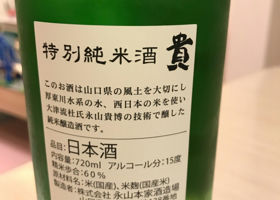 特別純米酒 貴
このお酒は山口県の風土を大切にし
厚東川水系の水、西日本の米を使い
大津流杜氏永山貴博の技術で醸した
純米醸造酒です。
品目:日本酒
内容量:720ml アルコール分:15度
精米歩合:60%
原材料名:米(国産)、米麹(国産米)
製造者:株式会社 永山本家酒造場